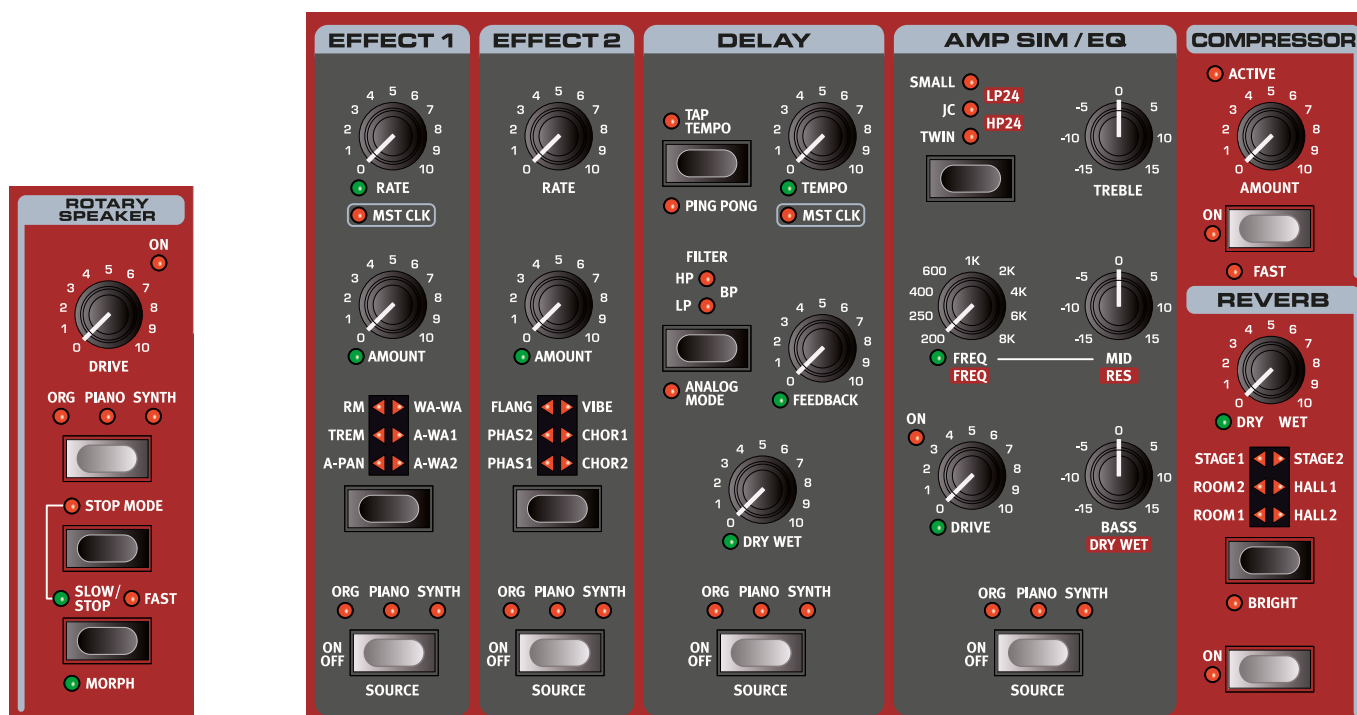 ROTARY
SPEAKER
ON
0 1 2 3 4 5 6 7 8 9 10
DRIVE
ORG PIANO SYNTH
STOP MODE
SLOW/
STOP
FAST
MORPH
EFFECT 1
0 1 2 3 4 5 6 7 8 9 10
RATE
MST CLK
0 1 2 3 4 5 6 7 8 9 10
AMOUNT
RM WA-WA
TREM A-WA1
A-PAN A-WA2
ORG PIANO SYNTH
ON
OFF
SOURCE
EFFECT 2
0 1 2 3 4 5 6 7 8 9 10
RATE
0 1 2 3 4 5 6 7 8 9 10
AMOUNT
FLANG VIBE
PHAS2 CHOR1
PHAS1 CHOR2
ORG PIANO SYNTH
ON
OFF
SOURCE
DELAY
TAP
TEMPO
PING PONG
0 1 2 3 4 5 6 7 8 9 10
TEMPO
MST CLK
FILTER
HP
BP
LP
ANALOG
MODE
0 1 2 3 4 5 6 7 8 9 10
FEEDBACK
0 1 2 3 4 5 6 7 8 9 10
DRY WET
ORG PIANO SYNTH
ON
OFF
SOURCE
AMP SIM / EQ
SMALL
LP24
JC
HP24
TWIN
-15 -10 -5 0 5 10 15
TREBLE
200 250 400 600 1K 2K 4K 6K 8K
FREQ
FREQ
-15 -10 -5 0 5 10 15
MID
RES
ON
0 1 2 3 4 5 6 7 8 9 10
DRIVE
-15 -10 -5 0 5 10 15
BASS
DRY WET
ORG PIANO SYNTH
ON
OFF
SOURCE
COMPRESSOR
ACTIVE
0 1 2 3 4 5 6 7 8 9 10
AMOUNT
ON
FAST
REVERB
0 1 2 3 4 5 6 7 8 9 10
DRY WET
STAGE1 STAGE2
ROOM2 HALL1
ROOM1 HALL2
BRIGHT
ON